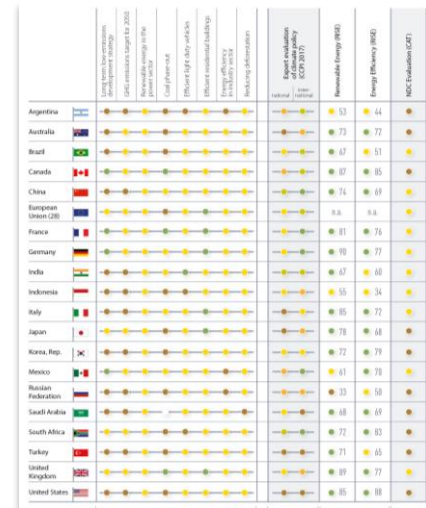 Long-term low-emissions
development strategy
GHG emissions target for 2050
Renewable energy in the
power sector
Coal phase-out
Efficient light duty vehicles
Efficient residential buildings
Energy efficiency
in industry sector
Reducing deforestation
Expert evaluation
of climate policy
(CCPI 2017)
national
inter
national
Renewable Energy (RISE)
Energy Efficiency (RISE)
NDC Evaluation (CAT)
Argentina 53 44
Australia 73 72
Brazil 67 51
Canada 87 85
China 74 69
European
Union (28) n.a. n.a.
France 81 76
Germany 90 77
India 67 60
Indonesia 55 34
Italy 85 72
Japan 78 68
Korea, Rep. 72 79
Mexico 61 70
Russian
Federation 33 50
Saudi Arabia 68 69
South Africa 72 83
Turkey 71 65
United
Kingdom 89 77
United States 85 88